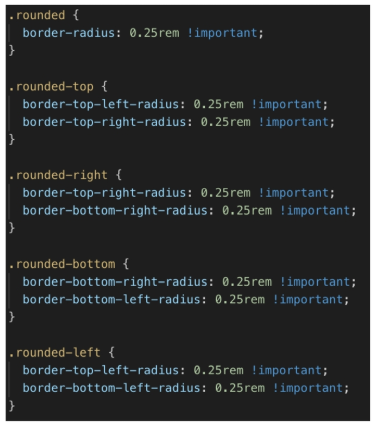 .rounded {
  border-radius: 0.25rem !important;
}
.rounded-top {
  border-top-left-radius: 0.25rem !important;
  border-top-right-radius: 0.25rem !important;
}
.rounded-right {
  border-top-right-radius: 0.25rem !important;
  border-bottom-right-radius: 0.25rem !important;
}
.rounded-bottom {
  border-bottom-right-radius: 0.25rem !important;
  border-bottom-left-radius: 0.25rem !important;
}
.rounded-left {
  border-top-left-radius: 0.25rem !important;
  border-bottom-left-radius: 0.25rem !important;
}